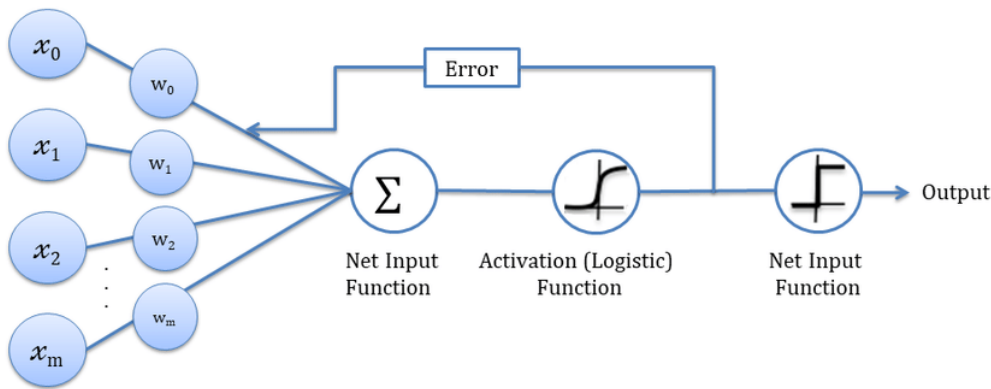 x₀
w₀
Error
x₁
w₁
Σ
Output
x₂
w₂
Net Input
Function
Activation (Logistic)
Function
Net Input
Function
.
.
.
xₘ
wₘ